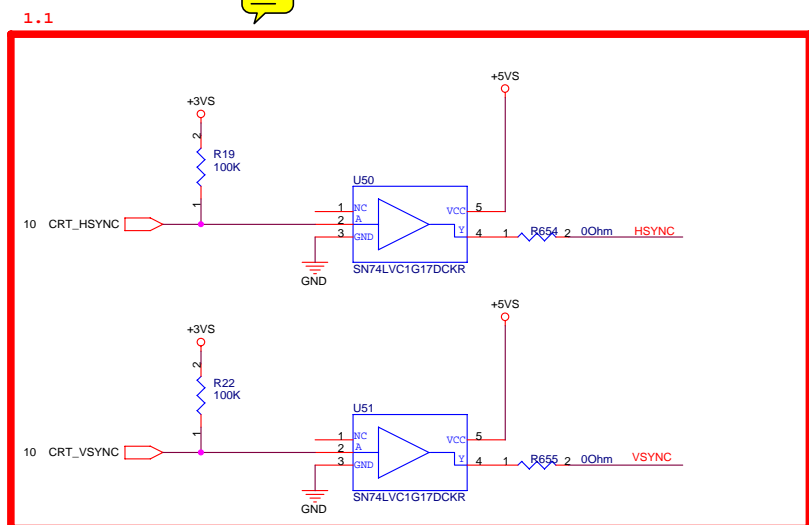 1.1
+5VS
+3VS
2
R19
100K
1
U50
1 NC VCC 5
10 CRT_HSYNC 2 A
3 GND Y 4 1 R654 2 0Ohm HSYNC
SN74LVC1G17DCKR
GND
+5VS
+3VS
2
R22
100K
1
U51
1 NC VCC 5
10 CRT_VSYNC 2 A
3 GND Y 4 1 R655 2 0Ohm VSYNC
SN74LVC1G17DCKR
GND